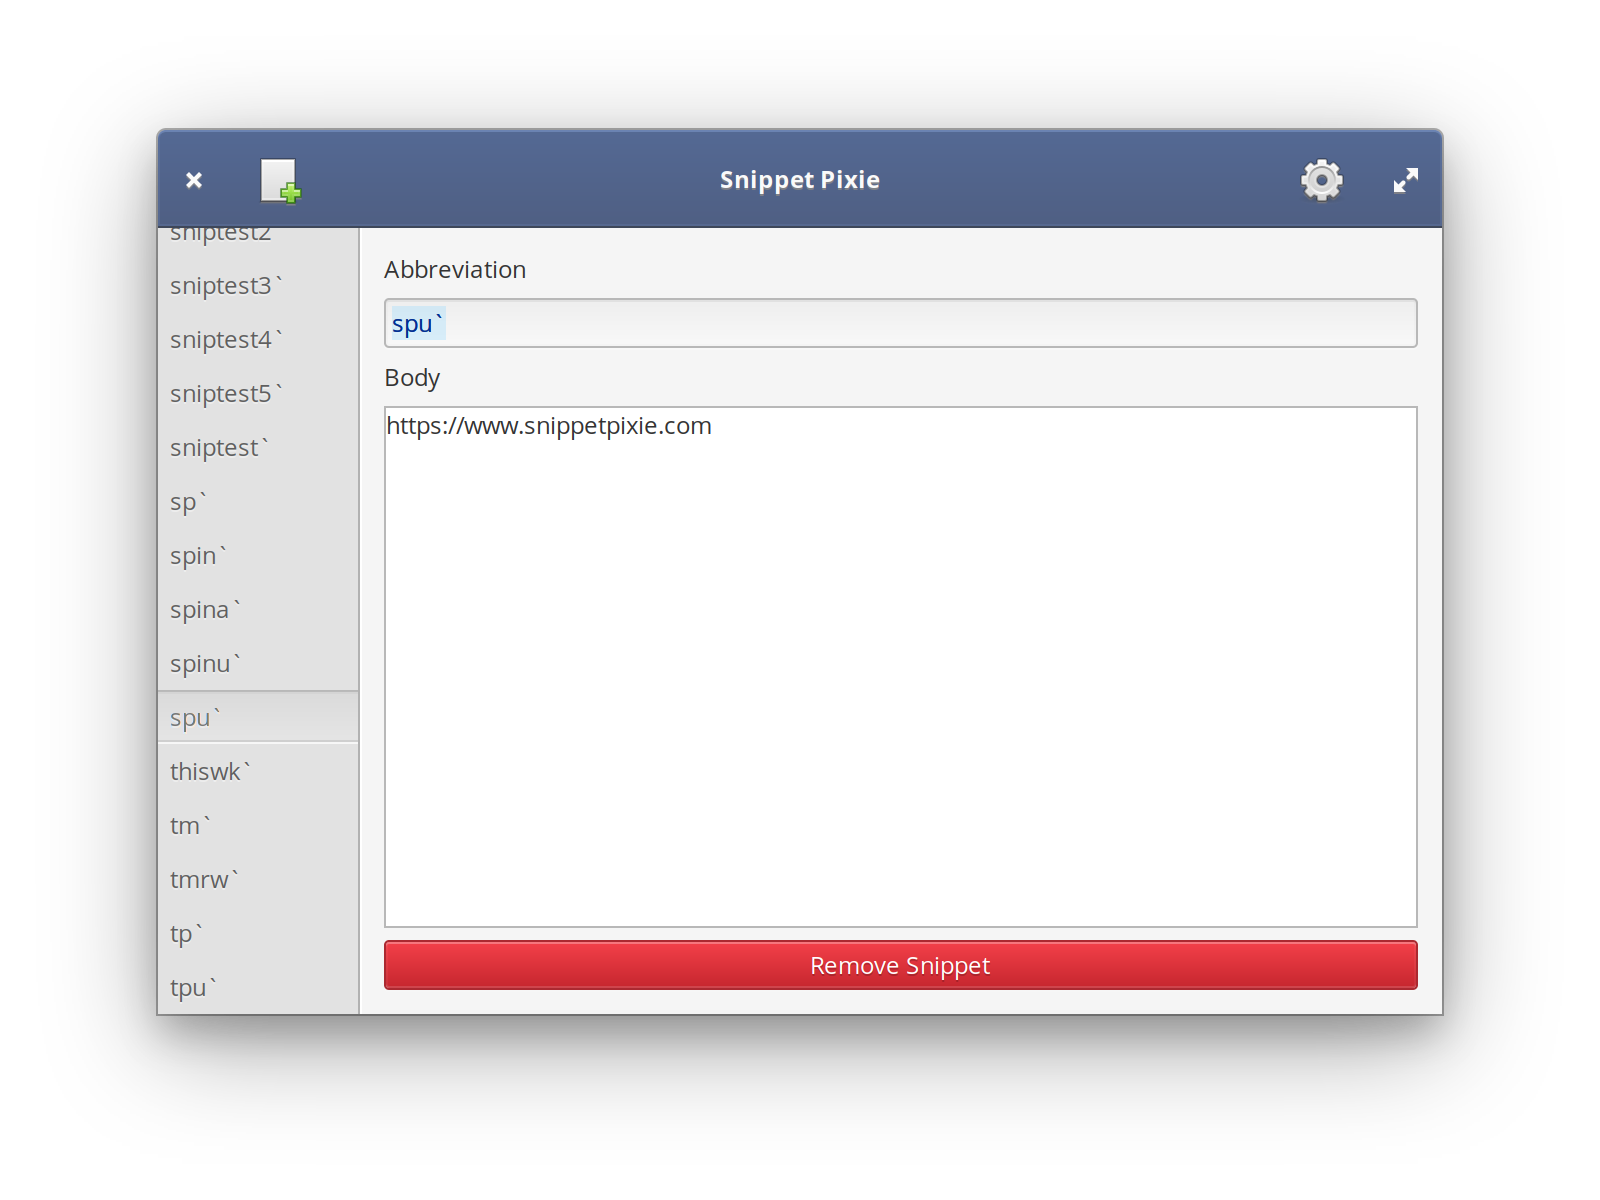 Snippet Pixie
sniptest2
sniptest3`
sniptest4`
sniptest5`
sniptest`
sp`
spin`
spina`
spinu`
spu`
thiswk`
tm`
tmrw`
tp`
tpu`
Abbreviation
spu`
Body
https://www.snippetpixie.com
Remove Snippet